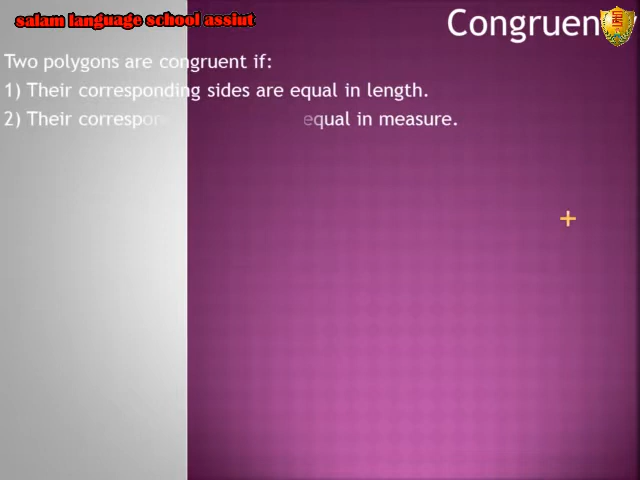 salam language school assiut
Congruen
Two polygons are congruent if:
1) Their corresponding sides are equal in length.
2) Their correspon equal in measure.